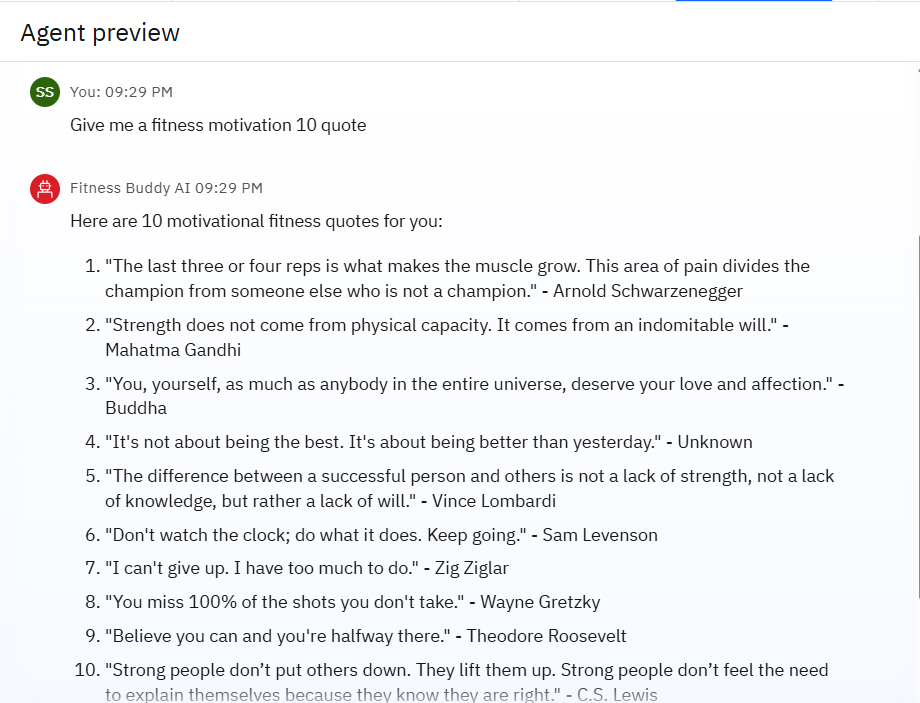 Agent preview
SS
You: 09:29 PM
Give me a fitness motivation 10 quote
Fitness Buddy AI 09:29 PM
Here are 10 motivational fitness quotes for you:
1. "The last three or four reps is what makes the muscle grow. This area of pain divides the
champion from someone else who is not a champion." - Arnold Schwarzenegger
2. "Strength does not come from physical capacity. It comes from an indomitable will." -
Mahatma Gandhi
3. "You, yourself, as much as anybody in the entire universe, deserve your love and affection." -
Buddha
4. "It's not about being the best. It's about being better than yesterday." - Unknown
5. "The difference between a successful person and others is not a lack of strength, not a lack
of knowledge, but rather a lack of will." - Vince Lombardi
6. "Don't watch the clock; do what it does. Keep going." - Sam Levenson
7. "I can't give up. I have too much to do." - Zig Ziglar
8. "You miss 100% of the shots you don't take." - Wayne Gretzky
9. "Believe you can and you're halfway there." - Theodore Roosevelt
10. "Strong people don’t put others down. They lift them up. Strong people don’t feel the need
to explain themselves because they know they are right." - C.S. Lewis